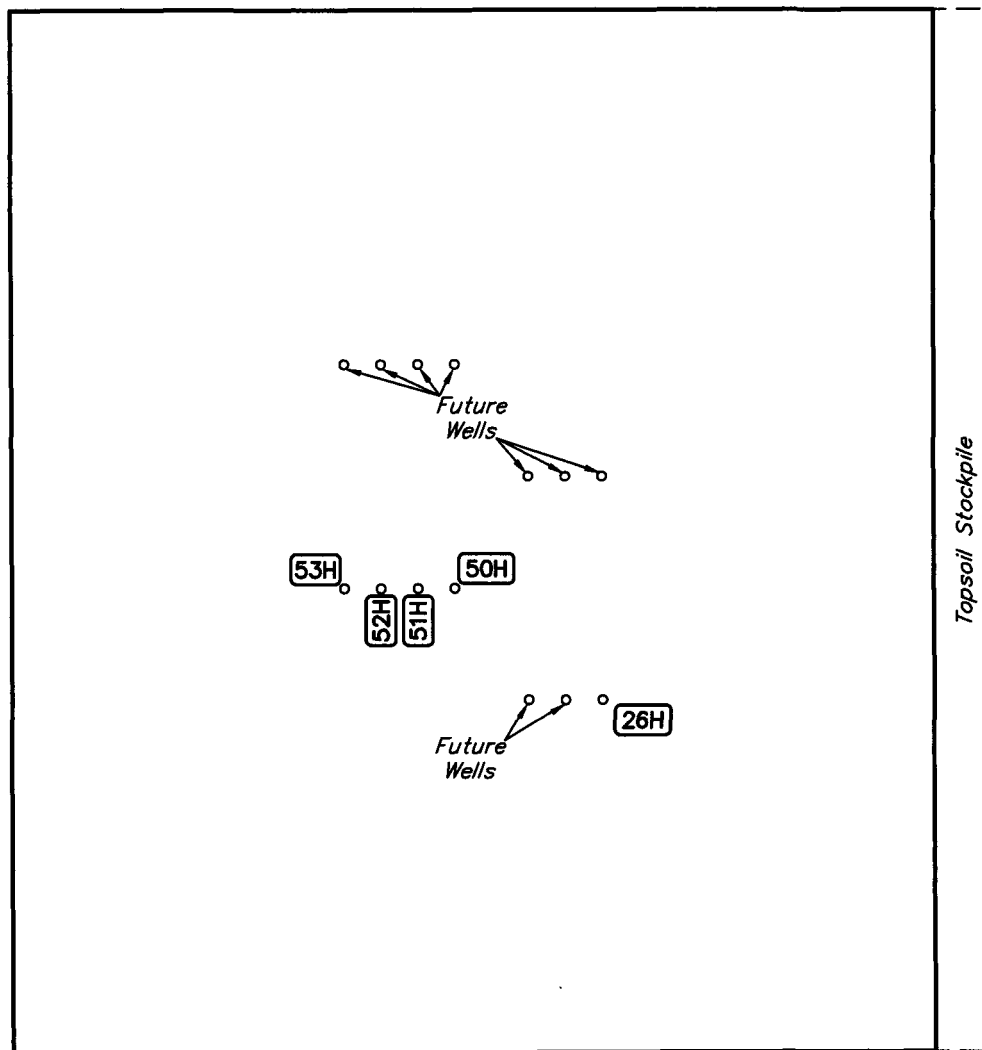 Future
Wells
53H
50H
52H
51H
26H
Future
Wells
Topsoil Stockpile